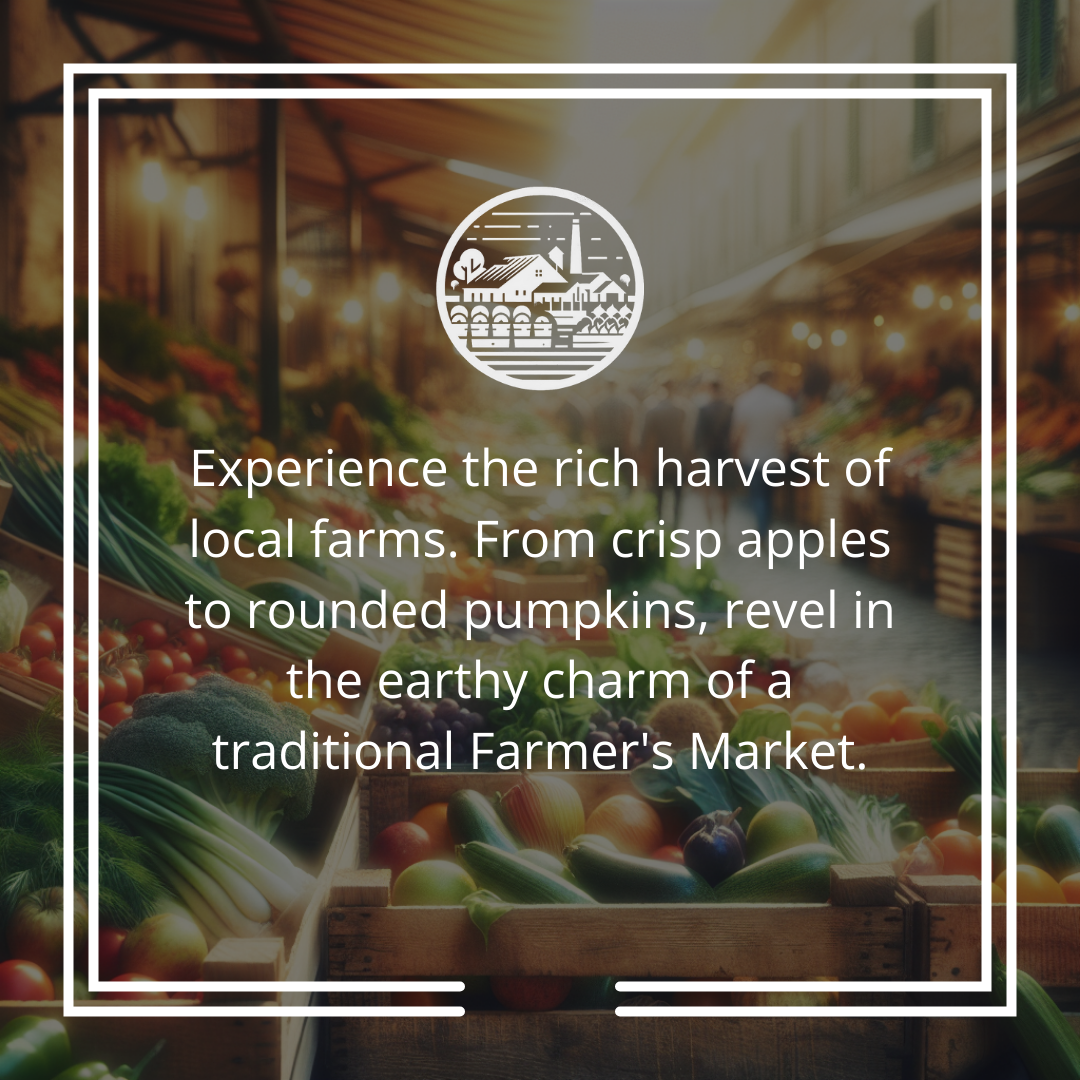 Experience the rich harvest of
local farms. From crisp apples
to rounded pumpkins, revel in
the earthy charm of a
traditional Farmer's Market.